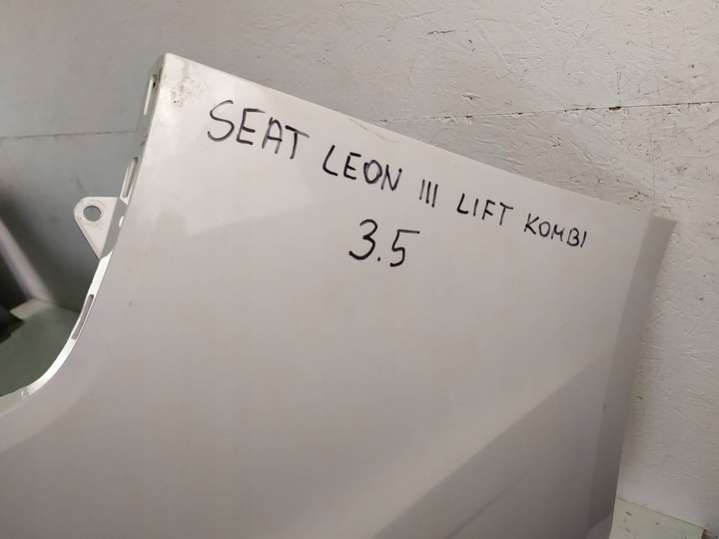 SEAT LEON III LIFT KOMBI
3.5